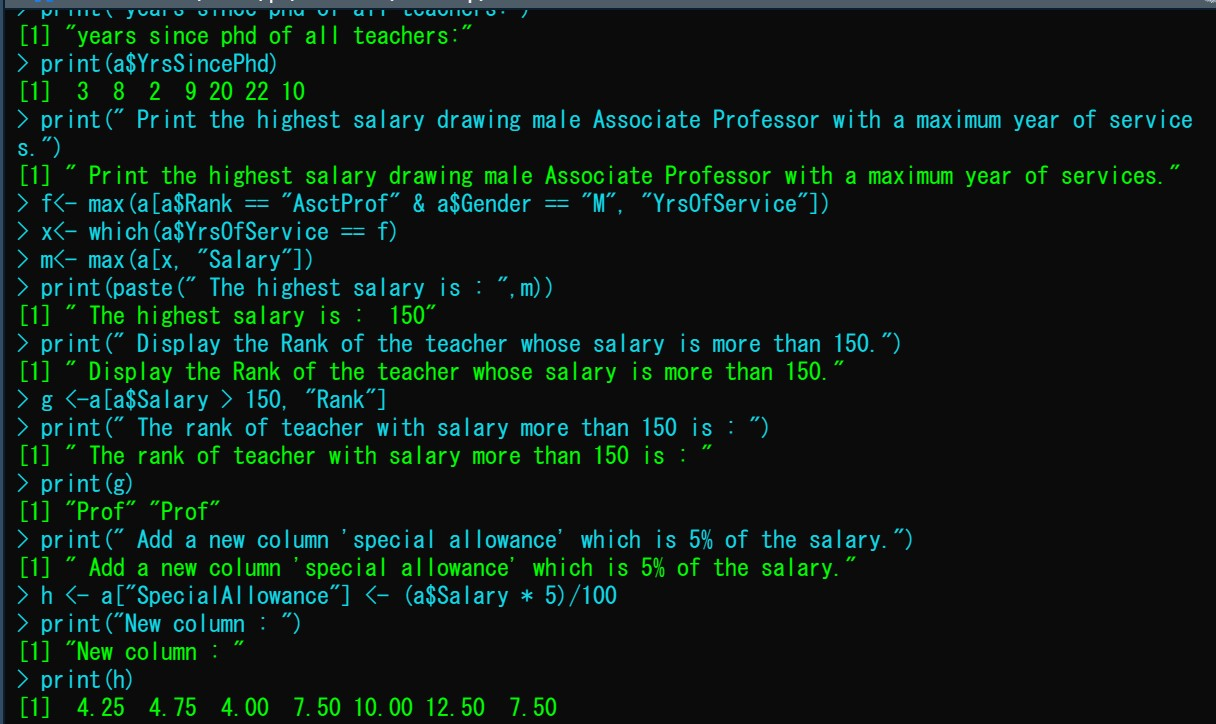 > print("years since phd of all teachers:")
[1] "years since phd of all teachers:"
> print(a$YrsSincePhd)
[1]  3  8  2  9 20 22 10
> print(" Print the highest salary drawing male Associate Professor with a maximum year of service
s.")
[1] " Print the highest salary drawing male Associate Professor with a maximum year of services."
> f<- max(a[a$Rank == "AsctProf" & a$Gender == "M", "YrsOfService"])
> x<- which(a$YrsOfService == f)
> m<- max(a[x, "Salary"])
> print(paste(" The highest salary is : ",m))
[1] " The highest salary is :  150"
> print(" Display the Rank of the teacher whose salary is more than 150.")
[1] " Display the Rank of the teacher whose salary is more than 150."
> g <-a[a$Salary > 150, "Rank"]
> print(" The rank of teacher with salary more than 150 is : ")
[1] " The rank of teacher with salary more than 150 is : "
> print(g)
[1] "Prof" "Prof"
> print(" Add a new column 'special allowance' which is 5% of the salary.")
[1] " Add a new column 'special allowance' which is 5% of the salary."
> h <- a["SpecialAllowance"] <- (a$Salary * 5)/100
> print("New column : ")
[1] "New column : "
> print(h)
[1]  4.25  4.75  4.00  7.50 10.00 12.50  7.50